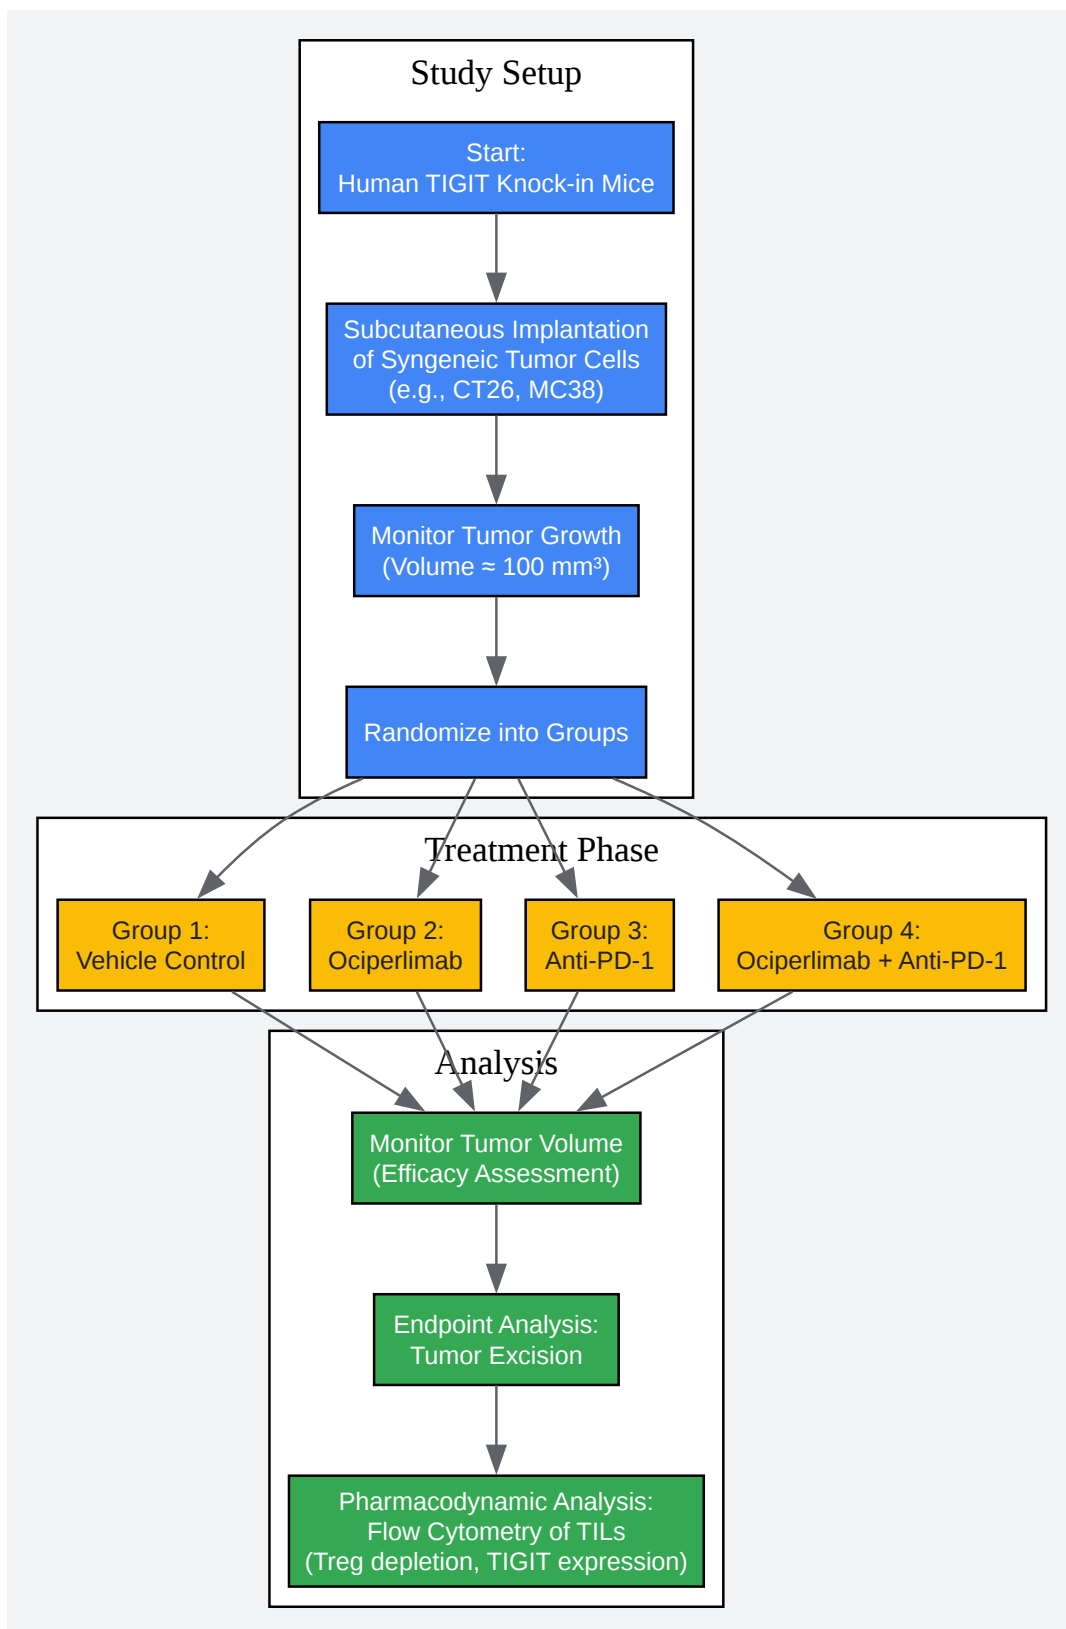 Study Setup
Start:
Human TIGIT Knock-in Mice
Subcutaneous Implantation
of Syngeneic Tumor Cells
(e.g., CT26, MC38)
Monitor Tumor Growth
(Volume ≈ 100 mm³)
Randomize into Groups
Treatment Phase
Group 1:
Vehicle Control
Group 2:
Ociperlimab
Group 3:
Anti-PD-1
Group 4:
Ociperlimab + Anti-PD-1
Analysis
Monitor Tumor Volume
(Efficacy Assessment)
Endpoint Analysis:
Tumor Excision
Pharmacodynamic Analysis:
Flow Cytometry of TILs
(Treg depletion, TIGIT expression)